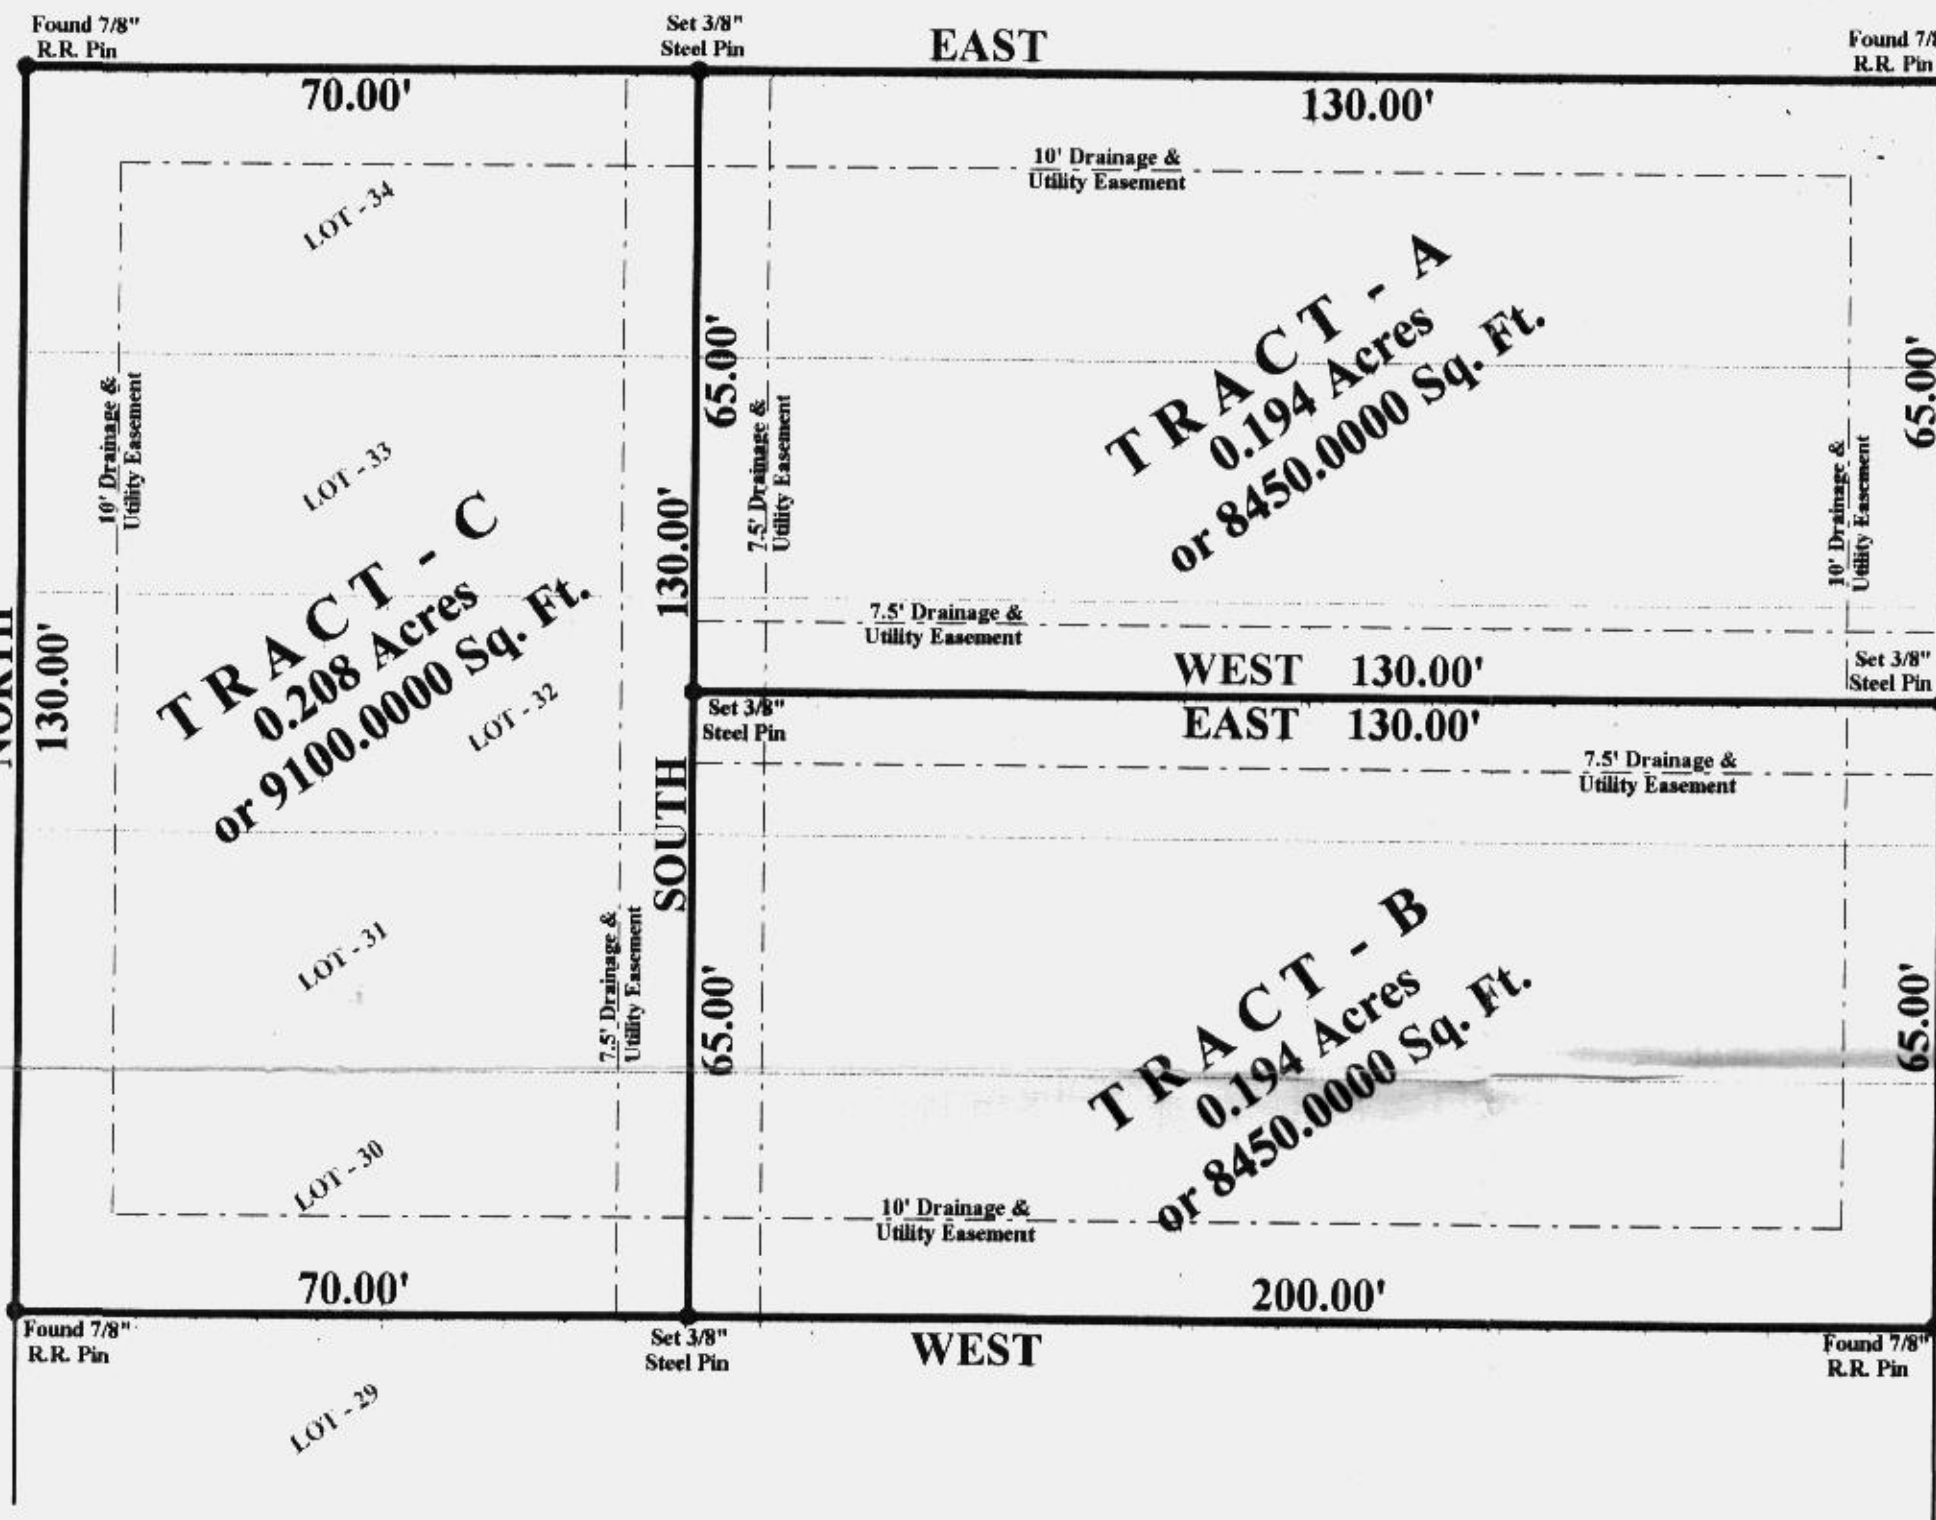 Found 7/8"
R.R. Pin
Set 3/8"
Steel Pin
EAST
Found 7/8
R.R. Pin
70.00'
130.00'
10' Drainage &
Utility Easement
LOT - 34
TRACT - A
0.194 Acres
or 8450.0000 Sq. Ft.
65.00'
65.00'
10' Drainage &
Utility Easement
7.5' Drainage &
Utility Easement
10' Drainage &
Utility Easement
LOT - 33
130.00'
TRACT - C
0.208 Acres
or 9100.0000 Sq. Ft.
NORTH
130.00'
7.5' Drainage &
Utility Easement
WEST 130.00'
Set 3/8"
Steel Pin
LOT - 32
Set 3/8"
Steel Pin
EAST 130.00'
7.5' Drainage &
Utility Easement
SOUTH
LOT - 31
7.5' Drainage &
Utility Easement
65.00'
TRACT - B
0.194 Acres
or 8450.0000 Sq. Ft.
65.00'
LOT - 30
10' Drainage &
Utility Easement
70.00'
200.00'
Found 7/8"
R.R. Pin
Set 3/8"
Steel Pin
WEST
Found 7/8"
R.R. Pin
LOT - 29